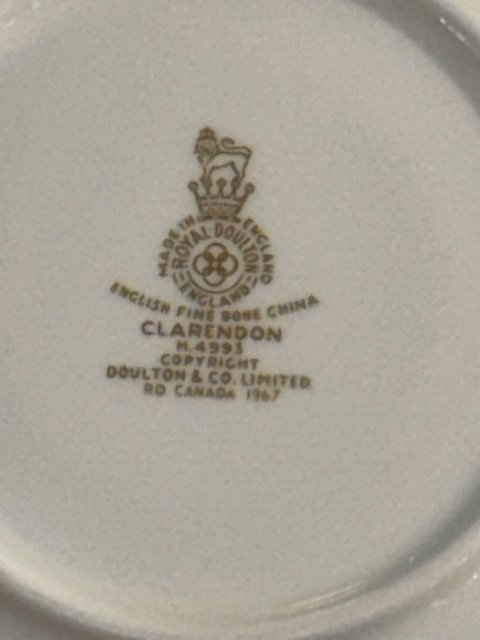 MADE IN ENGLAND
ROYAL DOULTON
ENGLAND
ENGLISH FINE BONE CHINA
CLARENDON
H.4993
COPYRIGHT
DOULTON & CO. LIMITED
RD CANADA 1967